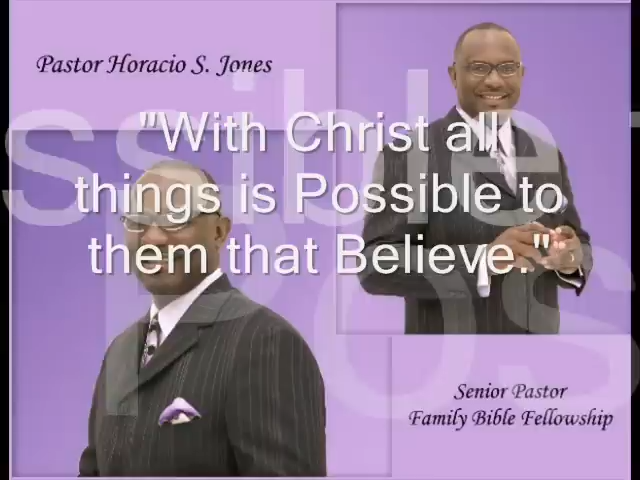 Pastor Horacio S. Jones
"With Christ all
things is Possible to
them that Believe."
Senior Pastor
Family Bible Fellowship